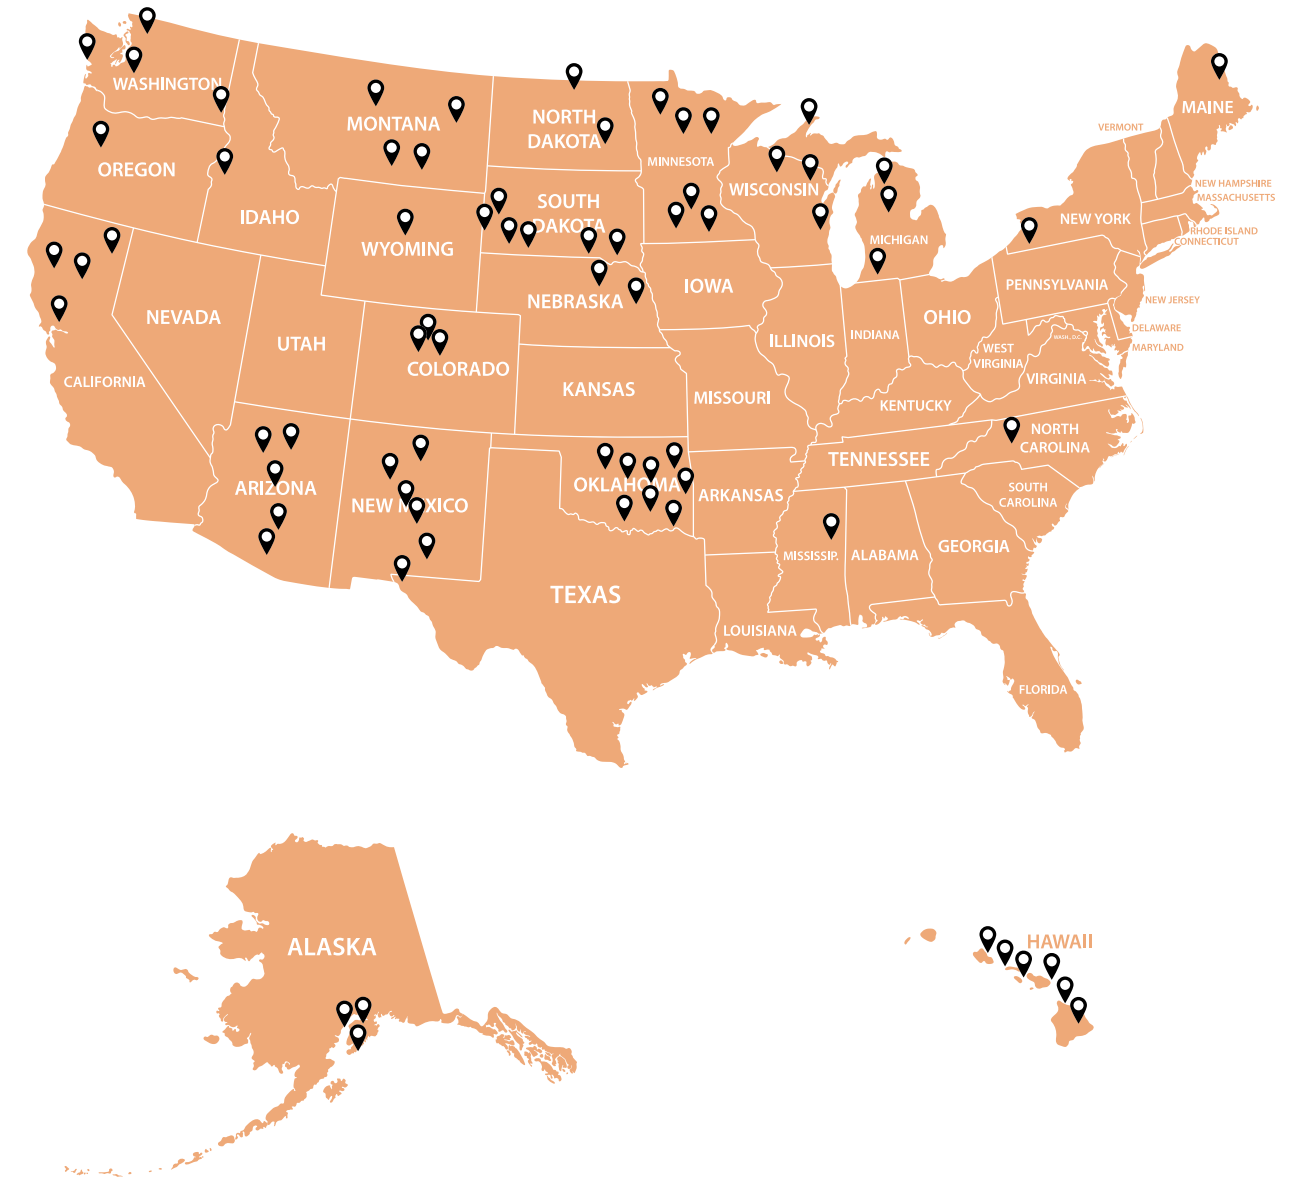 WASHINGTON
MONTANA
NORTH
DAKOTA
MAINE
VERMONT
MINNESOTA
OREGON
WISCONSIN
NEW HAMPSHIRE
MASSACHUSETTS
IDAHO
SOUTH
DAKOTA
NEW YORK
RHODE ISLAND
CONNECTICUT
WYOMING
MICHIGAN
IOWA
PENNSYLVANIA
NEBRASKA
NEW JERSEY
NEVADA
OHIO
DELAWARE
UTAH
ILLINOIS
INDIANA
WASH., D.C.
MARYLAND
WEST
VIRGINIA
COLORADO
CALIFORNIA
VIRGINIA
KANSAS
MISSOURI
KENTUCKY
NORTH
CAROLINA
TENNESSEE
ARIZONA
NEW MEXICO
OKLAHOMA
ARKANSAS
SOUTH
CAROLINA
MISSISSIP.
ALABAMA
GEORGIA
TEXAS
LOUISIANA
FLORIDA
ALASKA
HAWAII